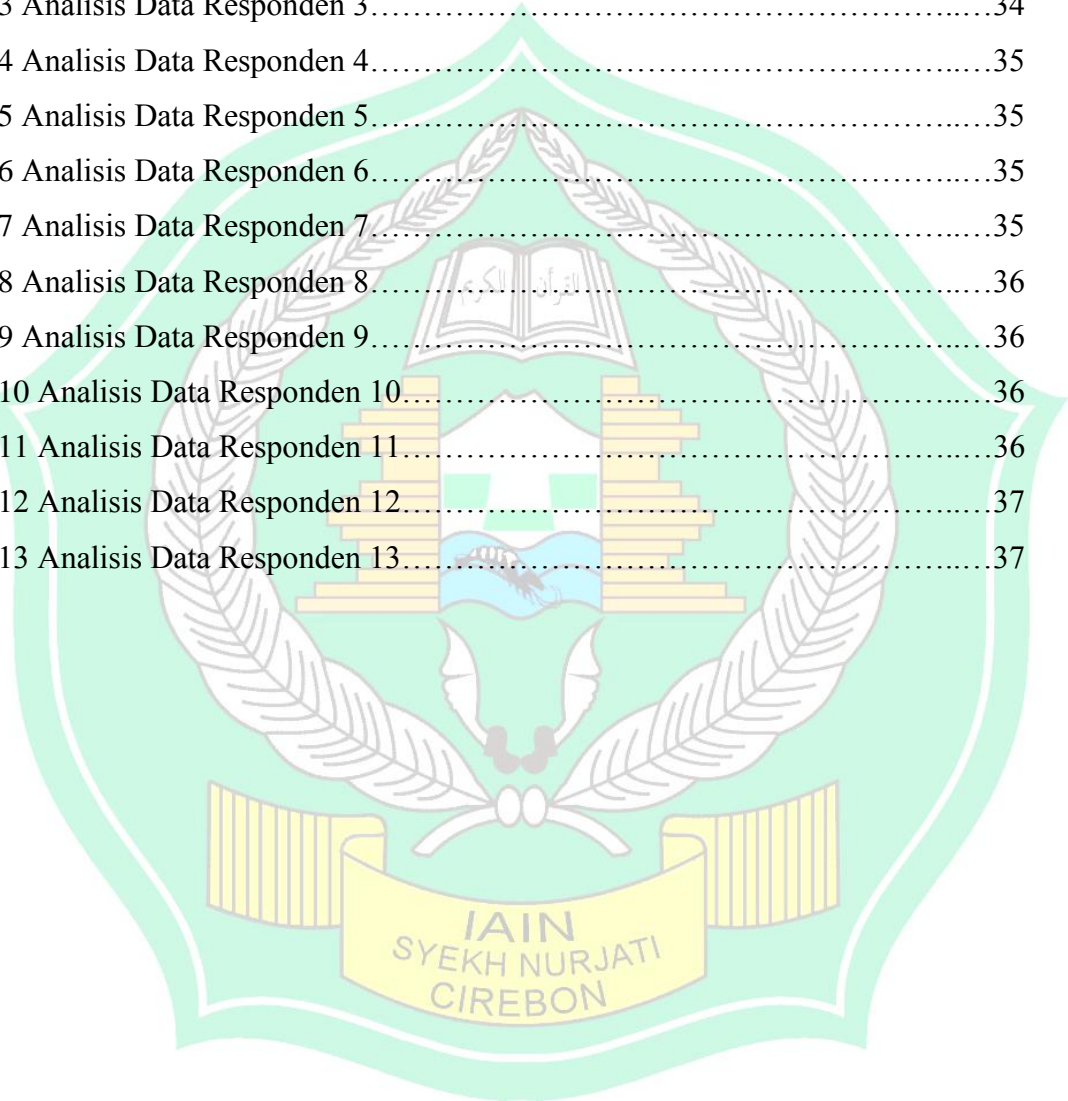 3 Analisis Data Responden 3……………………………………………..…34
4 Analisis Data Responden 4……………………………………………..…35
5 Analisis Data Responden 5……………………………………………..…35
6 Analisis Data Responden 6……………………………………………..…35
7 Analisis Data Responden 7……………………………………………..…35
8 Analisis Data Responden 8……………………………………………..…36
9 Analisis Data Responden 9……………………………………………..…36
10 Analisis Data Responden 10…………………………………………..…36
11 Analisis Data Responden 11…………………………………………..…36
12 Analisis Data Responden 12…………………………………………..…37
13 Analisis Data Responden 13…………………………………………..…37
القرآن الكريم
IAIN
SYEKH NURJATI
CIREBON